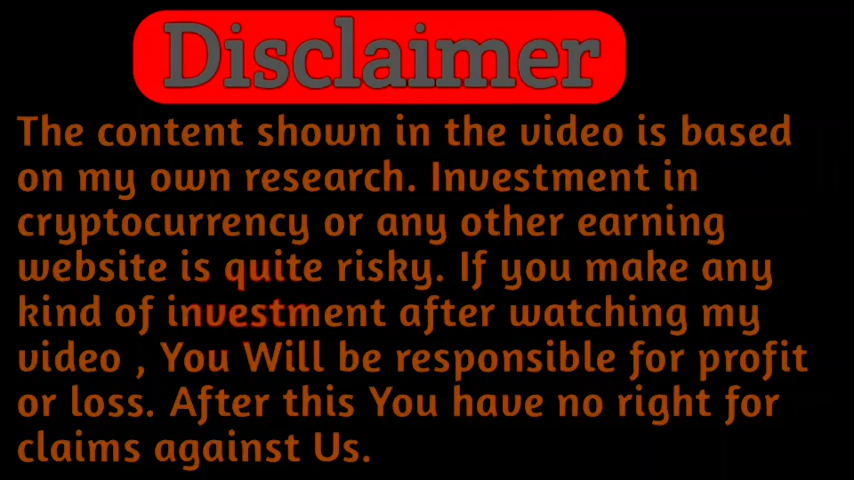 Disclaimer
The content shown in the video is based
on my own research. Investment in
cryptocurrency or any other earning
website is quite risky. If you make any
kind of investment after watching my
video , You Will be responsible for profit
or loss. After this You have no right for
claims against Us.